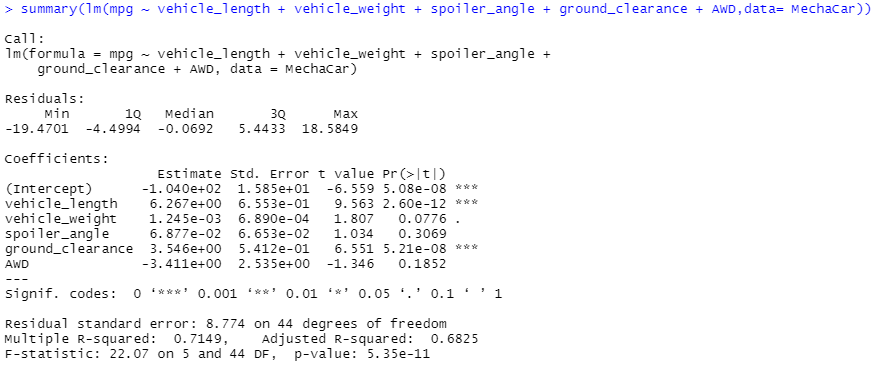 > summary(lm(mpg ~ vehicle_length + vehicle_weight + spoiler_angle + ground_clearance + AWD,data= MechaCar))
Call:
lm(formula = mpg ~ vehicle_length + vehicle_weight + spoiler_angle +
    ground_clearance + AWD, data = MechaCar)
Residuals:
     Min       1Q   Median       3Q      Max
-19.4701  -4.4994  -0.0692   5.4433  18.5849
Coefficients:
                   Estimate Std. Error t value Pr(>|t|)
(Intercept)      -1.040e+02  1.585e+01  -6.559 5.08e-08 ***
vehicle_length    6.267e+00  6.553e-01   9.563 2.60e-12 ***
vehicle_weight    1.245e-03  6.890e-04   1.807   0.0776 .
spoiler_angle     6.877e-02  6.653e-02   1.034   0.3069
ground_clearance  3.546e+00  5.412e-01   6.551 5.21e-08 ***
AWD              -3.411e+00  2.535e+00  -1.346   0.1852
---
Signif. codes:  0 ‘***’ 0.001 ‘**’ 0.01 ‘*’ 0.05 ‘.’ 0.1 ‘ ’ 1
Residual standard error: 8.774 on 44 degrees of freedom
Multiple R-squared:  0.7149,    Adjusted R-squared:  0.6825
F-statistic: 22.07 on 5 and 44 DF,  p-value: 5.35e-11